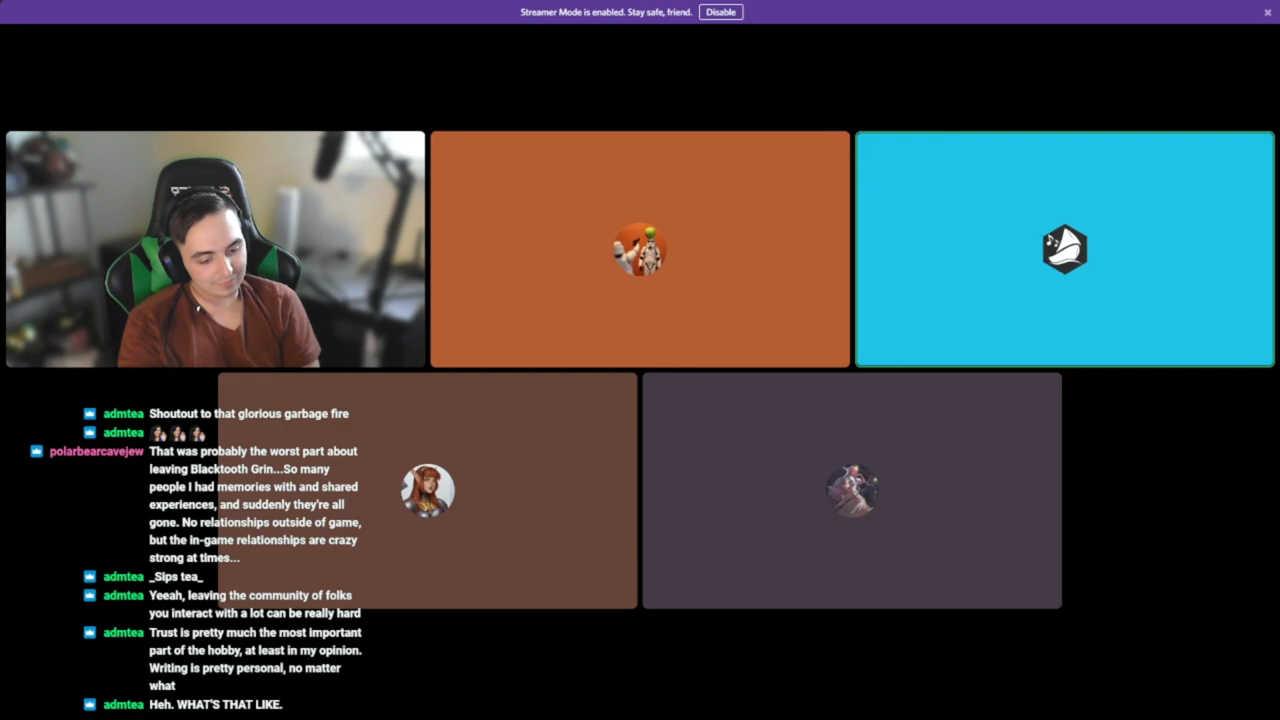 Streamer Mode is enabled. Stay safe, friend. Disable
admtea Shoutout to that glorious garbage fire
admtea
polarbearcavejew That was probably the worst part about
leaving Blacktooth Grin...So many
people I had memories with and shared
experiences, and suddenly they're all
gone. No relationships outside of game,
but the in-game relationships are crazy
strong at times...
admtea _Sips tea_
admtea Yeeah, leaving the community of folks
you interact with a lot can be really hard
admtea Trust is pretty much the most important
part of the hobby, at least in my opinion.
Writing is pretty personal, no matter
what
admtea Heh. WHAT'S THAT LIKE.